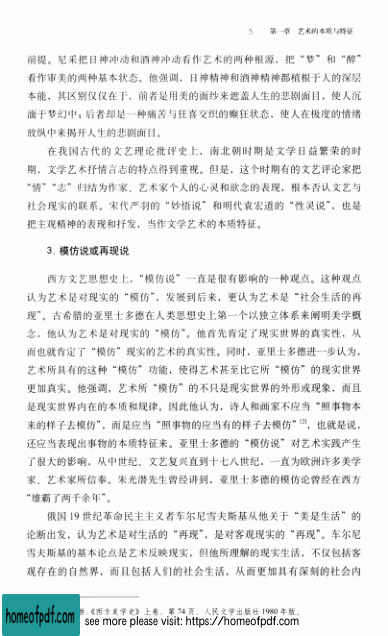 5 第一章 艺术的本质与特征
前提。尼采把日神冲动和酒神冲动看作艺术的两种根源，把“梦”和“醉”
看作审美的两种基本状态。他强调，日神精神和酒神精神都植根于人的深层
本能，其区别仅仅在于，前者是用美的面纱来遮盖人生的悲剧面目，使人沉
湎于梦幻中；后者却是一种痛苦与狂喜交织的癫狂状态，使人在极度的情绪
放纵中来揭开人生的悲剧面目。
在我国古代的文艺理论批评史上，南北朝时期是文学日益繁荣的时
期，文学艺术抒情言志的特点得到重视。但是，这个时期有的文艺评论家把
“情”“志”归结为作家、艺术家个人的心灵和欲念的表现，根本否认文艺与
社会现实的联系。宋代严羽的“妙悟说”和明代袁宏道的“性灵说”，也是
把主观精神的表现和抒发，当作文学艺术的本质特征。
3. 模仿说或再现说
西方文艺思想史上，“模仿说”一直是很有影响的一种观点。这种观点
认为艺术是对现实的“模仿”，发展到后来，更认为艺术是“社会生活的再
现”。古希腊的亚里士多德在人类思想史上第一个以独立体系来阐明美学概
念，他认为艺术是对现实的“模仿”。他首先肯定了现实世界的真实性，从
而也就肯定了“模仿”现实的艺术的真实性。同时，亚里士多德进一步认为，
艺术所具有的这种“模仿”功能，使得艺术甚至比它所“模仿”的现实世界
更加真实。他强调，艺术所“模仿”的不只是现实世界的外形或现象，而且
是现实世界内在的本质和规律。因此他认为，诗人和画家不应当“照事物本
来的样子去模仿”，而是应当“照事物的应当有的样子去模仿”[2]，也就是说，
还应当表现出事物的本质特征来。亚里士多德的“模仿说”对艺术实践产生
了很大的影响，从中世纪、文艺复兴直到十七八世纪，一直为欧洲许多美学
家、艺术家所信奉。朱光潜先生曾经讲到，亚里士多德的模仿论曾经在西方
“雄霸了两千余年”。
俄国19世纪革命民主主义者车尔尼雪夫斯基从他关于“美是生活”的
论断出发，认为艺术是对生活的“再现”，是对客观现实的“再现”。车尔尼
雪夫斯基的基本论点是艺术反映现实，但他所理解的现实生活，不仅包括客
观存在的自然界，而且包括人们的社会生活，从而更加具有深刻的社会内
《西方美学史》上卷，第74页，人民文学出版社1980年版。
homeofpdf.com
see more please visit: https://homeofpdf.com